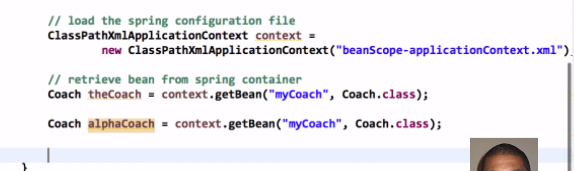 // load the spring configuration file
ClassPathXmlApplicationContext context =
new ClassPathXmlApplicationContext("beanScope-applicationContext.xml")
// retrieve bean from spring container
Coach theCoach = context.getBean("myCoach", Coach.class);
Coach alphaCoach = context.getBean("myCoach", Coach.class);
}